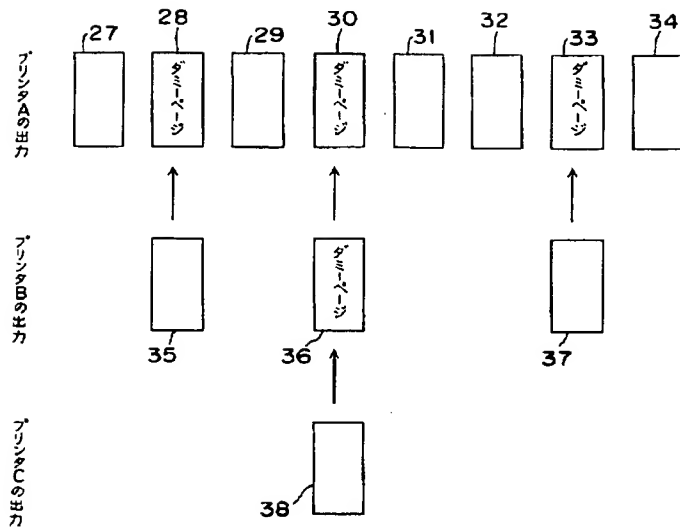 27
28
29
30
31
32
33
34
プリンタAの出力
ダミーページ
ダミーページ
ダミーページ
プリンタBの出力
ダミーページ
35
36
37
プリンタCの出力
38